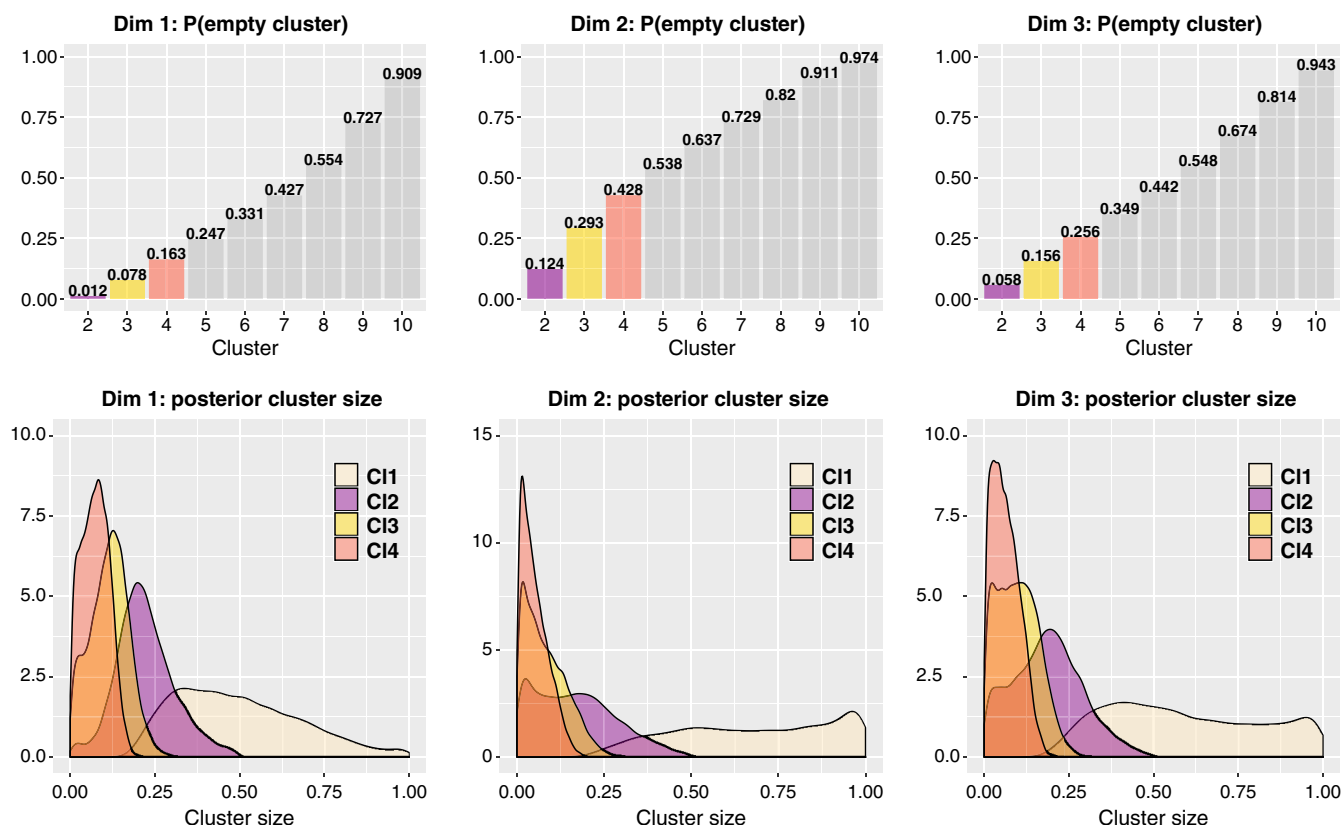 Dim 1: P(empty cluster)
1.00
0.75
0.50
0.25
0.00
0.012
0.078
0.163
0.247
0.331
0.427
0.554
0.727
0.909
2 3 4 5 6 7 8 9 10
Cluster
Dim 2: P(empty cluster)
1.00
0.75
0.50
0.25
0.00
0.124
0.293
0.428
0.538
0.637
0.729
0.82
0.911
0.974
2 3 4 5 6 7 8 9 10
Cluster
Dim 3: P(empty cluster)
1.00
0.75
0.50
0.25
0.00
0.058
0.156
0.256
0.349
0.442
0.548
0.674
0.814
0.943
2 3 4 5 6 7 8 9 10
Cluster
Dim 1: posterior cluster size
10.0
7.5
5.0
2.5
0.0
Cl1
Cl2
Cl3
Cl4
0.00 0.25 0.50 0.75 1.00
Cluster size
Dim 2: posterior cluster size
15
10
5
0
Cl1
Cl2
Cl3
Cl4
0.00 0.25 0.50 0.75 1.00
Cluster size
Dim 3: posterior cluster size
10.0
7.5
5.0
2.5
0.0
Cl1
Cl2
Cl3
Cl4
0.00 0.25 0.50 0.75 1.00
Cluster size